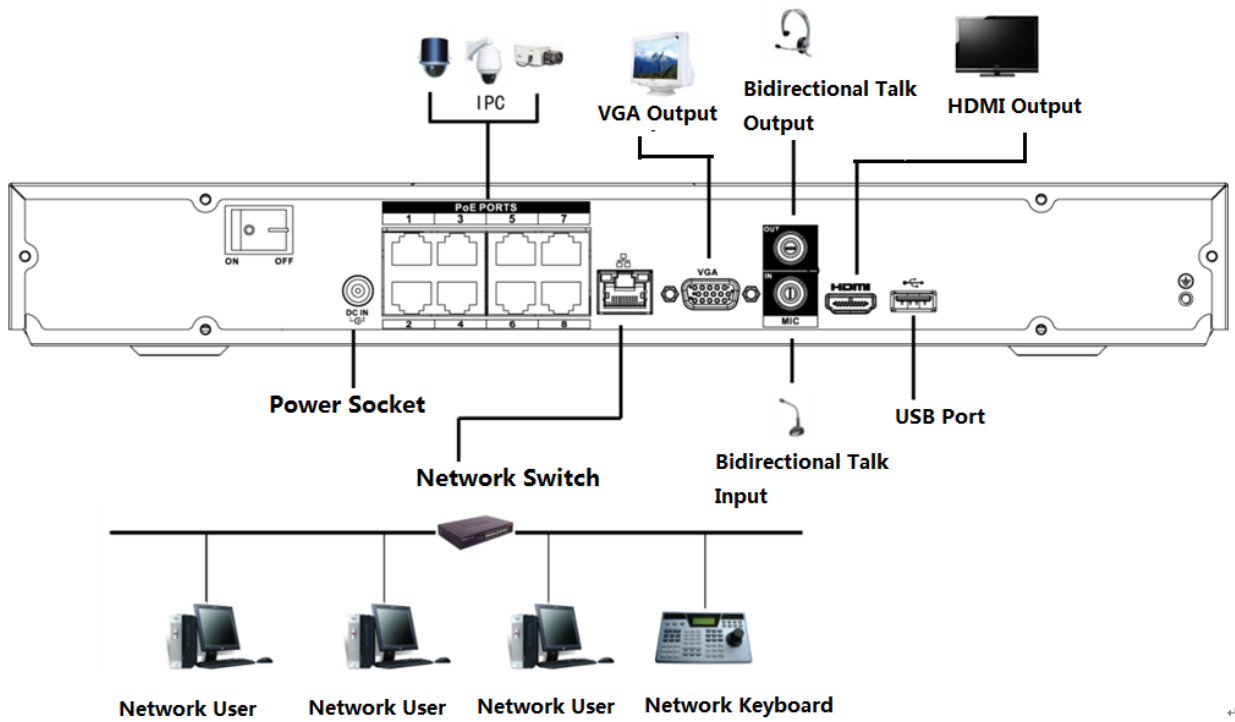 IPC
VGA Output
Bidirectional Talk
Output
HDMI Output
PoE PORTS
1 3 5 7
ON OFF
DC IN
2 4 6 8
VGA
OUT
IN
MIC
HDMI
Power Socket
Network Switch
Bidirectional Talk
Input
USB Port
Network User
Network User
Network User
Network Keyboard